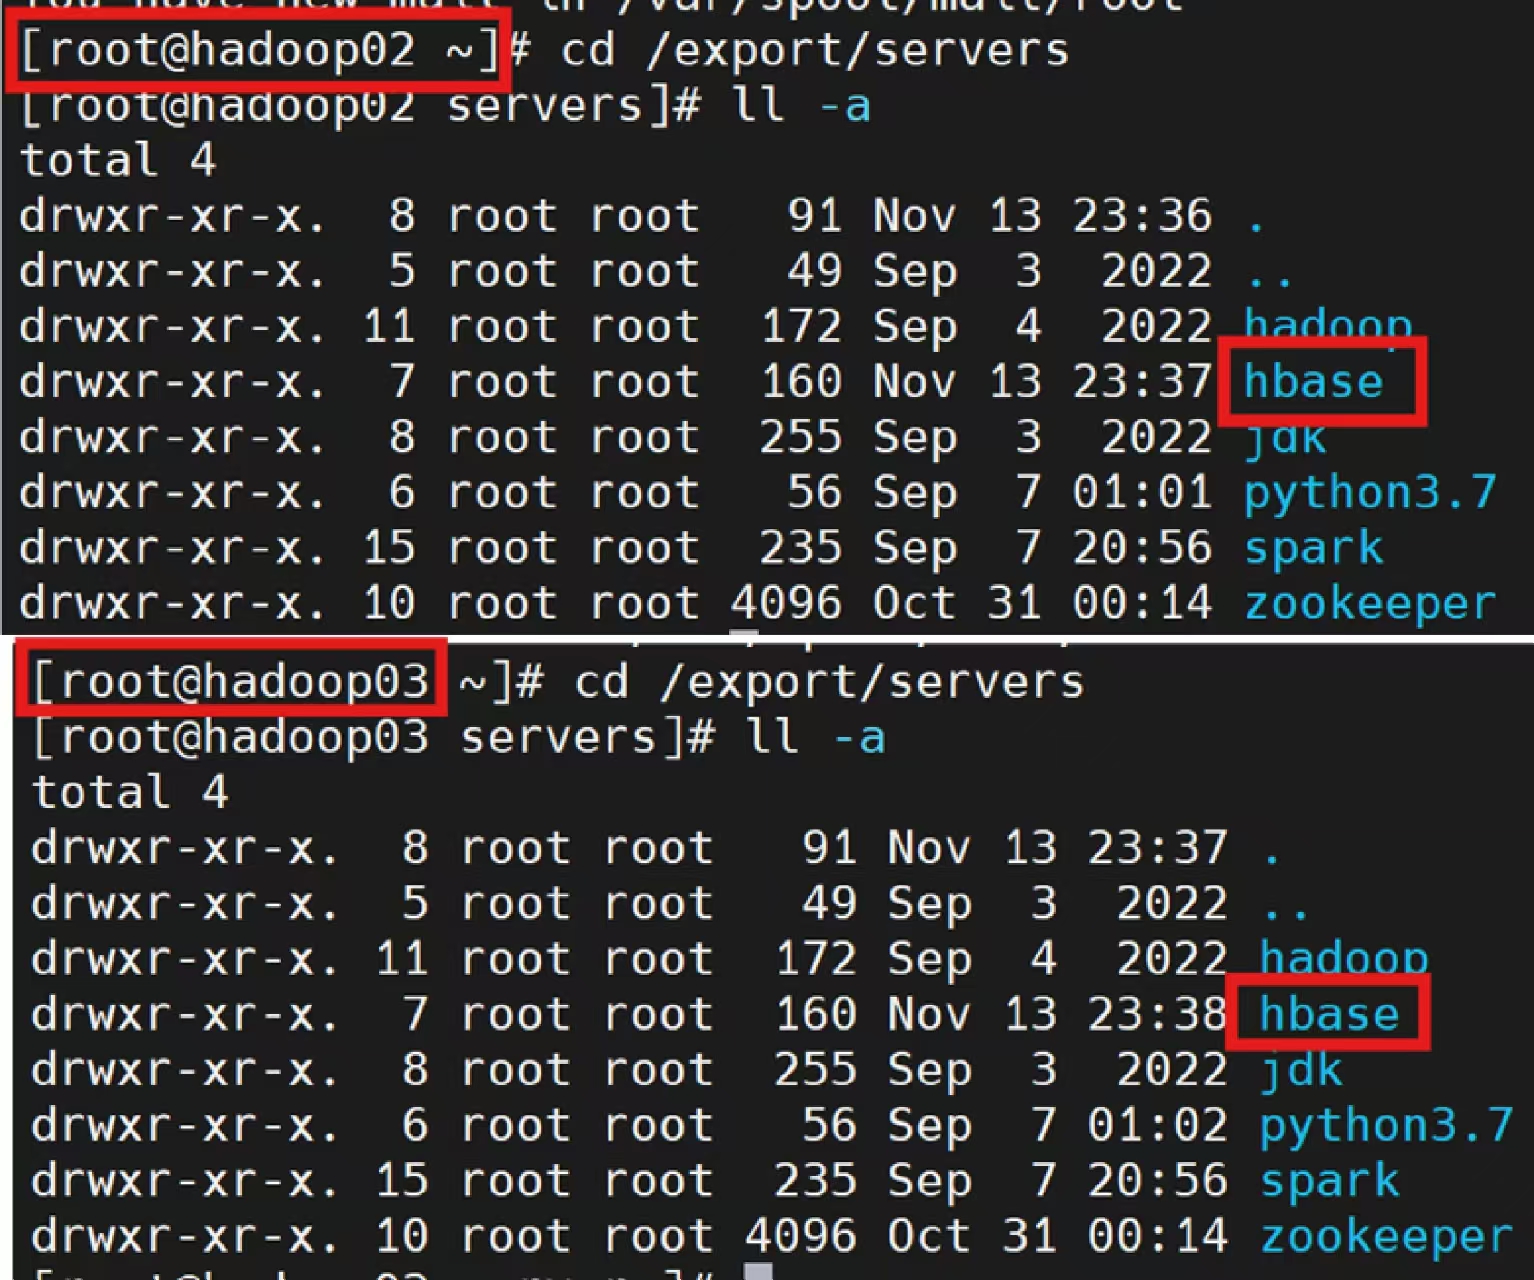 You have new mail in /var/spool/mail/root
[root@hadoop02 ~]# cd /export/servers
[root@hadoop02 servers]# ll -a
total 4
drwxr-xr-x.  8 root root   91 Nov 13 23:36 .
drwxr-xr-x.  5 root root   49 Sep  3  2022 ..
drwxr-xr-x. 11 root root  172 Sep  4  2022 hadoop
drwxr-xr-x.  7 root root  160 Nov 13 23:37 hbase
drwxr-xr-x.  8 root root  255 Sep  3  2022 jdk
drwxr-xr-x.  6 root root   56 Sep  7 01:01 python3.7
drwxr-xr-x. 15 root root  235 Sep  7 20:56 spark
drwxr-xr-x. 10 root root 4096 Oct 31 00:14 zookeeper
[root@hadoop03 ~]# cd /export/servers
[root@hadoop03 servers]# ll -a
total 4
drwxr-xr-x.  8 root root   91 Nov 13 23:37 .
drwxr-xr-x.  5 root root   49 Sep  3  2022 ..
drwxr-xr-x. 11 root root  172 Sep  4  2022 hadoop
drwxr-xr-x.  7 root root  160 Nov 13 23:38 hbase
drwxr-xr-x.  8 root root  255 Sep  3  2022 jdk
drwxr-xr-x.  6 root root   56 Sep  7 01:02 python3.7
drwxr-xr-x. 15 root root  235 Sep  7 20:56 spark
drwxr-xr-x. 10 root root 4096 Oct 31 00:14 zookeeper